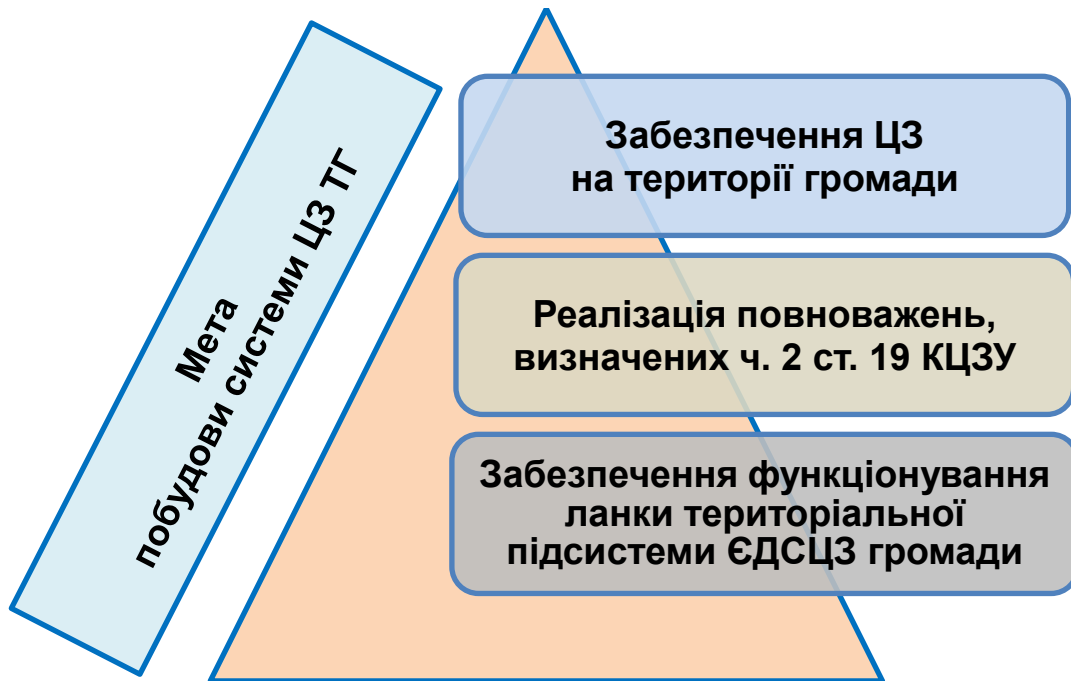 Мета
побудови системи ЦЗ ТГ
Забезпечення ЦЗ
на території громади
Реалізація повноважень,
визначених ч. 2 ст. 19 КЦЗУ
Забезпечення функціонування
ланки територіальної
підсистеми ЄДСЦЗ громади